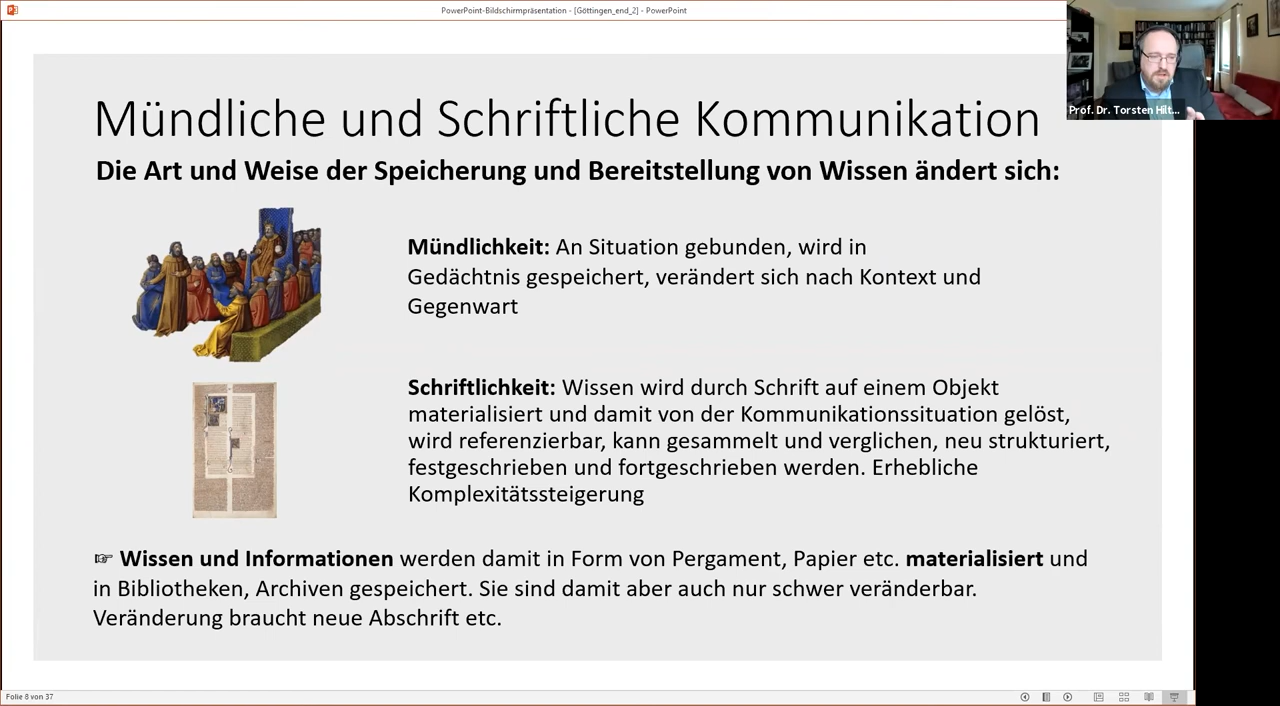 PowerPoint-Bildschirmpräsentation - [Göttingen_end_2] - PowerPoint
Prof. Dr. Torsten Hilt...
Mündliche und Schriftliche Kommunikation
Die Art und Weise der Speicherung und Bereitstellung von Wissen ändert sich:
Mündlichkeit: An Situation gebunden, wird in
Gedächtnis gespeichert, verändert sich nach Kontext und
Gegenwart
Schriftlichkeit: Wissen wird durch Schrift auf einem Objekt
materialisiert und damit von der Kommunikationssituation gelöst,
wird referenzierbar, kann gesammelt und verglichen, neu strukturiert,
festgeschrieben und fortgeschrieben werden. Erhebliche
Komplexitätssteigerung
☞ Wissen und Informationen werden damit in Form von Pergament, Papier etc. materialisiert und
in Bibliotheken, Archiven gespeichert. Sie sind damit aber auch nur schwer veränderbar.
Veränderung braucht neue Abschrift etc.
Folie 8 von 37